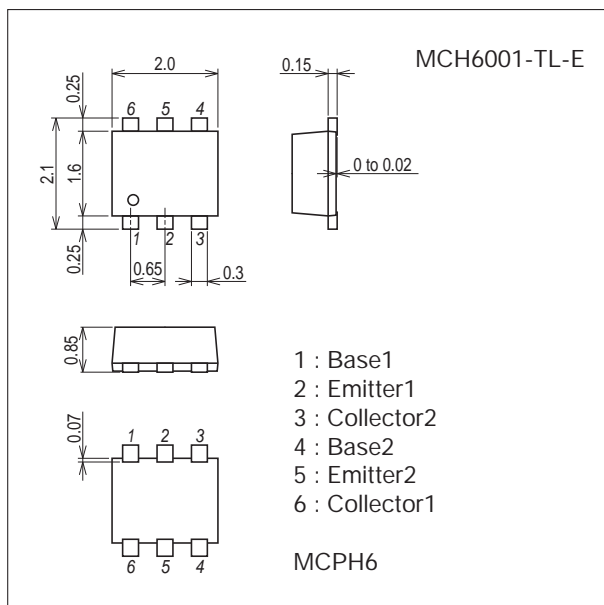 MCH6001-TL-E
2.0
0.15
0.25
6 5 4
2.1
1.6
0 to 0.02
1 2 3
0.25
0.65
0.3
0.85
1 : Base1
2 : Emitter1
3 : Collector2
4 : Base2
5 : Emitter2
6 : Collector1
0.07
1 2 3
6 5 4
MCPH6